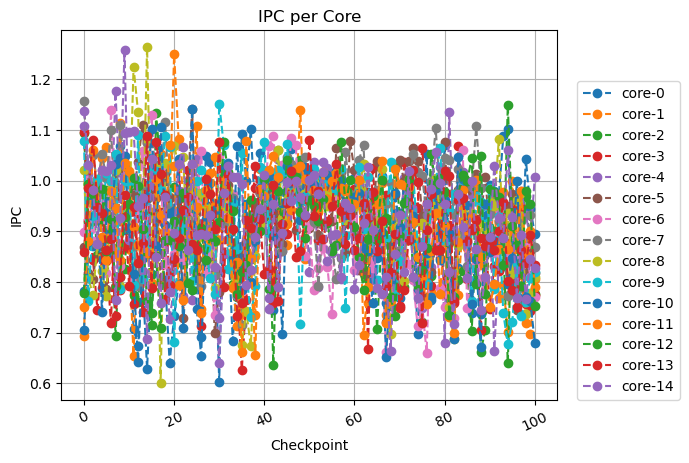 IPC per Core
IPC
1.2
1.1
1.0
0.9
0.8
0.7
0.6
0
20
40
60
80
100
Checkpoint
core-0
core-1
core-2
core-3
core-4
core-5
core-6
core-7
core-8
core-9
core-10
core-11
core-12
core-13
core-14